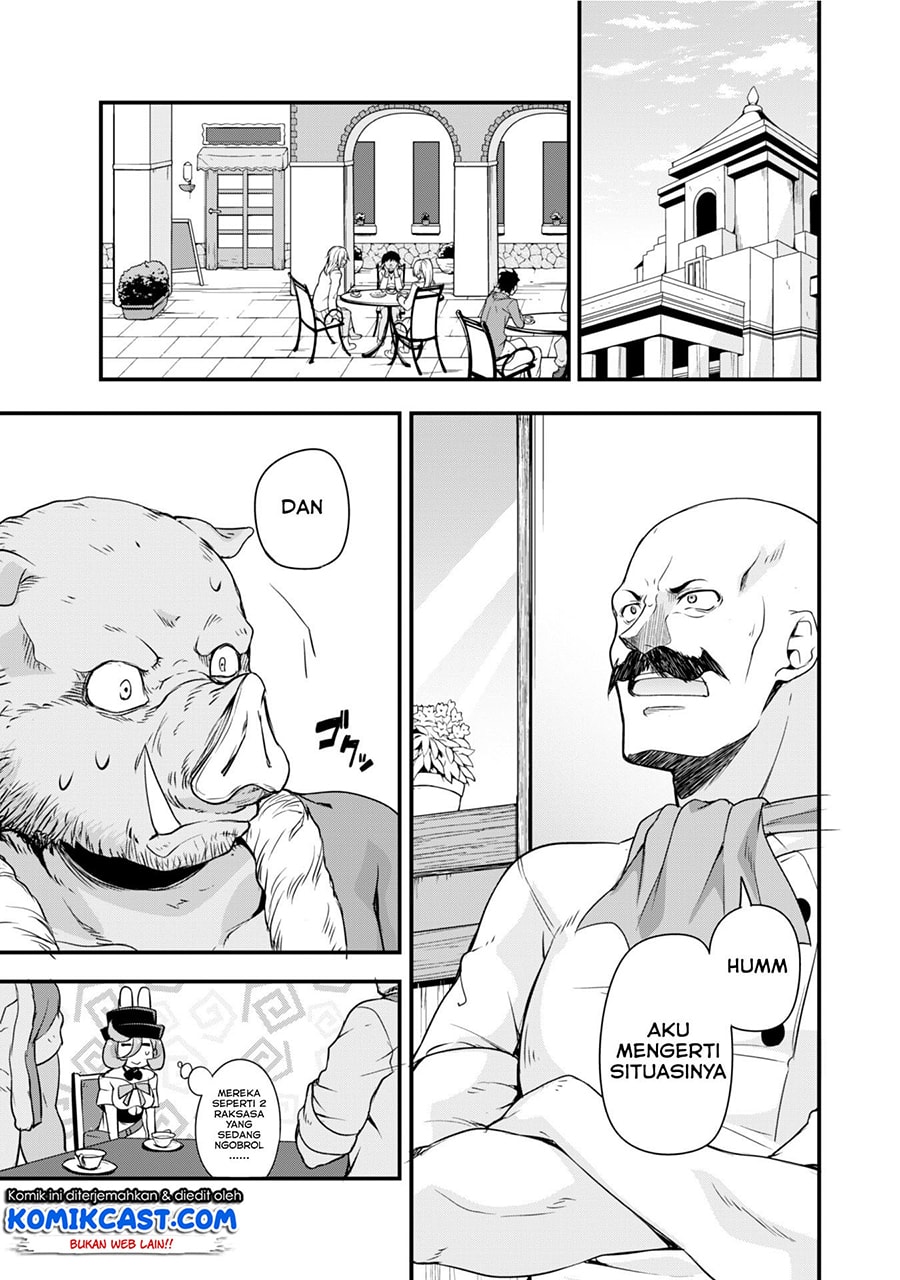 HUMM
AKU
MENGERTI
SITUASINYA
DAN
ゴクッ
MEREKA
SEPERTI 2
RAKSASA
YANG
SEDANG
NGOBROL
......
Komik ini diterjemahkan & diedit oleh
KOMIKCAST.COM
BUKAN WEB LAIN!!